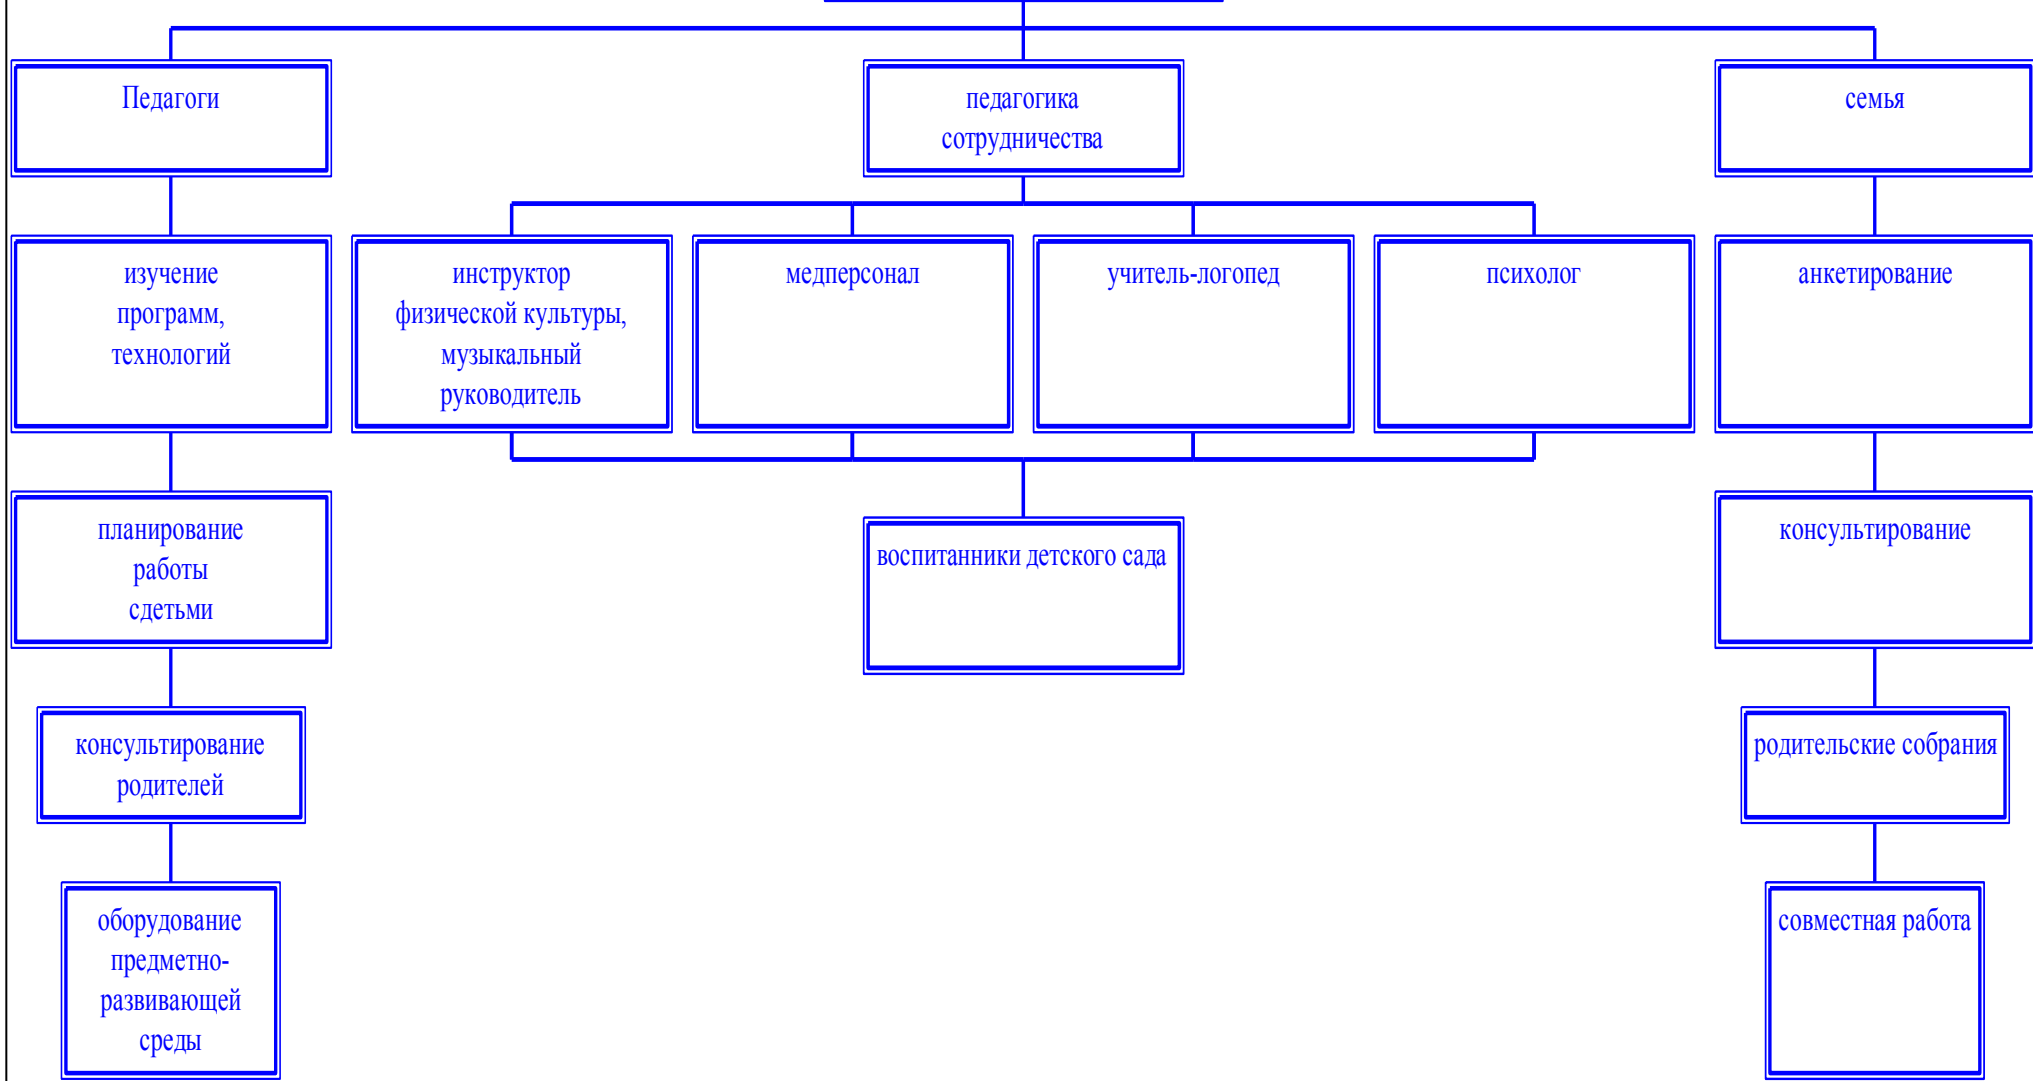 Педагоги
педагогика
сотрудничества
семья
изучение
программ,
технологий
инструктор
физической культуры,
музыкальный
руководитель
медперсонал
учитель-логопед
психолог
анкетирование
планирование
работы
сдетьми
воспитанники детского сада
консультирование
консультирование
родителей
родительские собрания
оборудование
предметно-
развивающей
среды
совместная работа